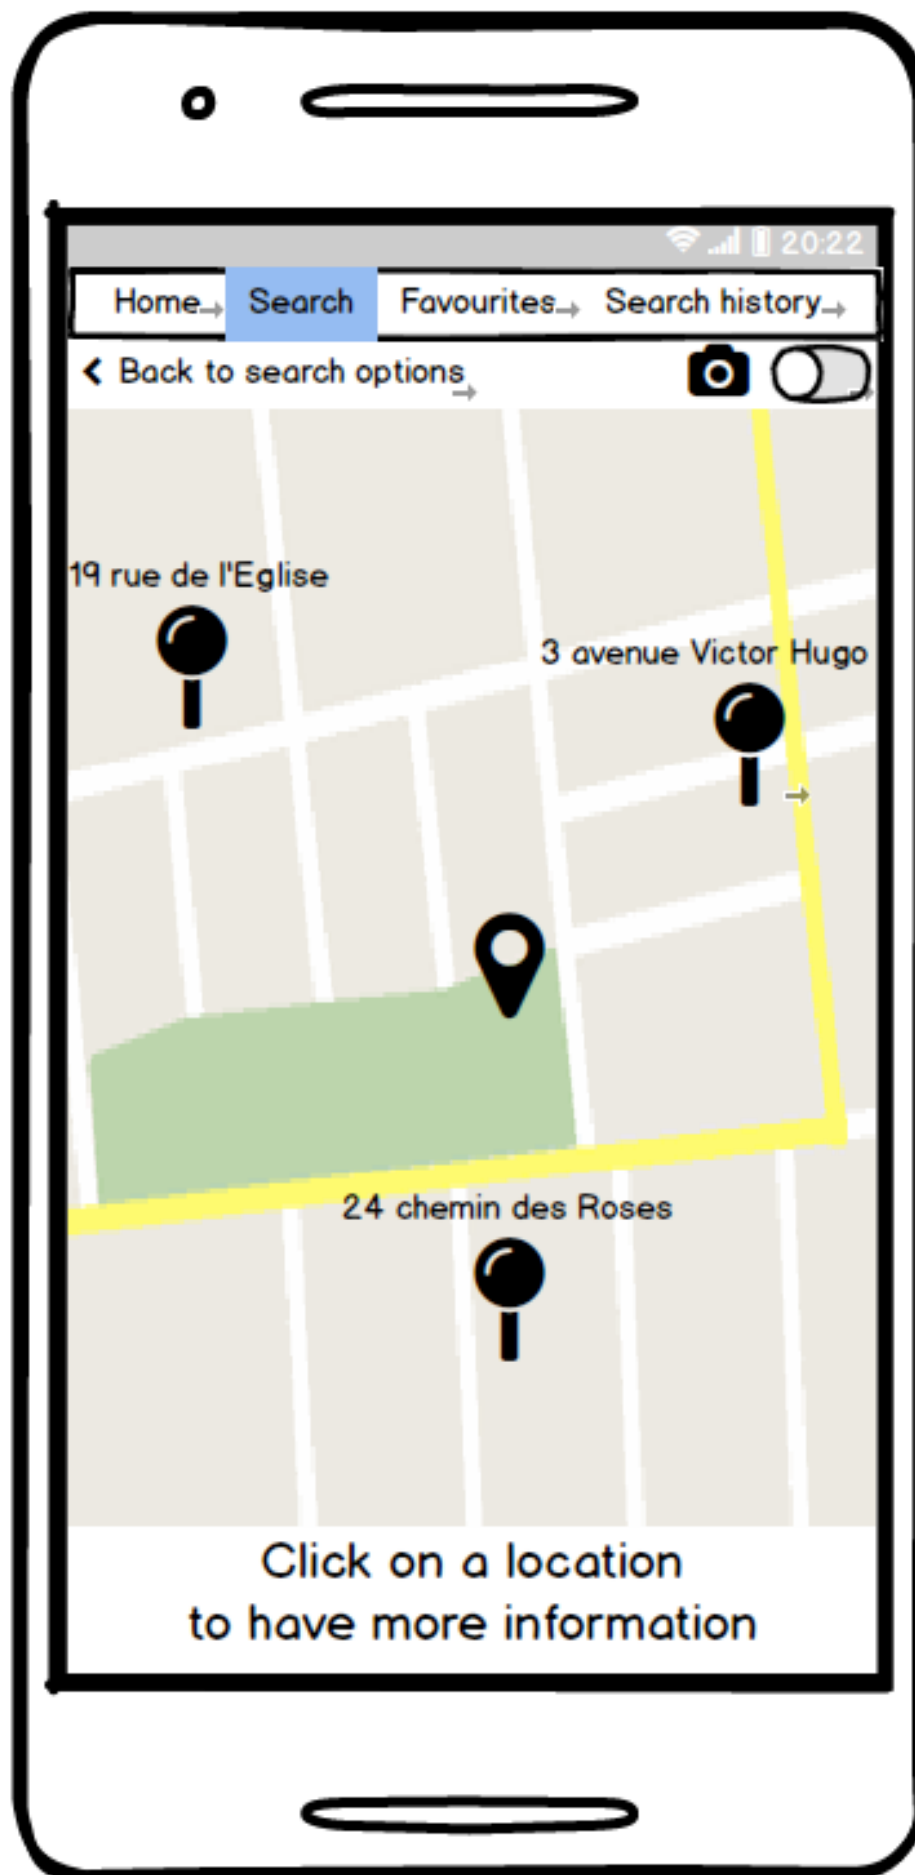 20:22
Home Search Favourites Search history
Back to search options
19 rue de l'Eglise
3 avenue Victor Hugo
24 chemin des Roses
Click on a location
to have more information